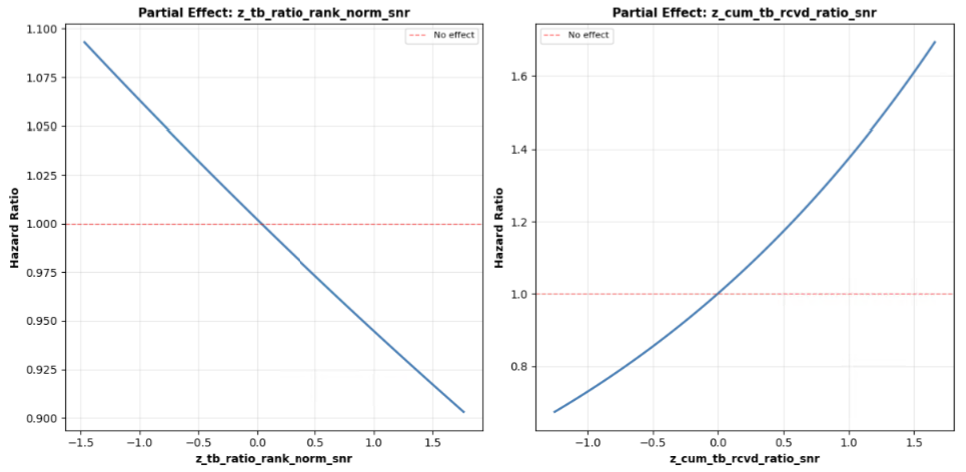 Partial Effect: z_tb_ratio_rank_norm_snr
No effect
1.100
1.075
1.050
1.025
1.000
0.975
0.950
0.925
0.900
Hazard Ratio
−1.5 −1.0 −0.5 0.0 0.5 1.0 1.5
z_tb_ratio_rank_norm_snr
Partial Effect: z_cum_tb_rcvd_ratio_snr
No effect
1.6
1.4
1.2
1.0
0.8
Hazard Ratio
−1.0 −0.5 0.0 0.5 1.0 1.5
z_cum_tb_rcvd_ratio_snr